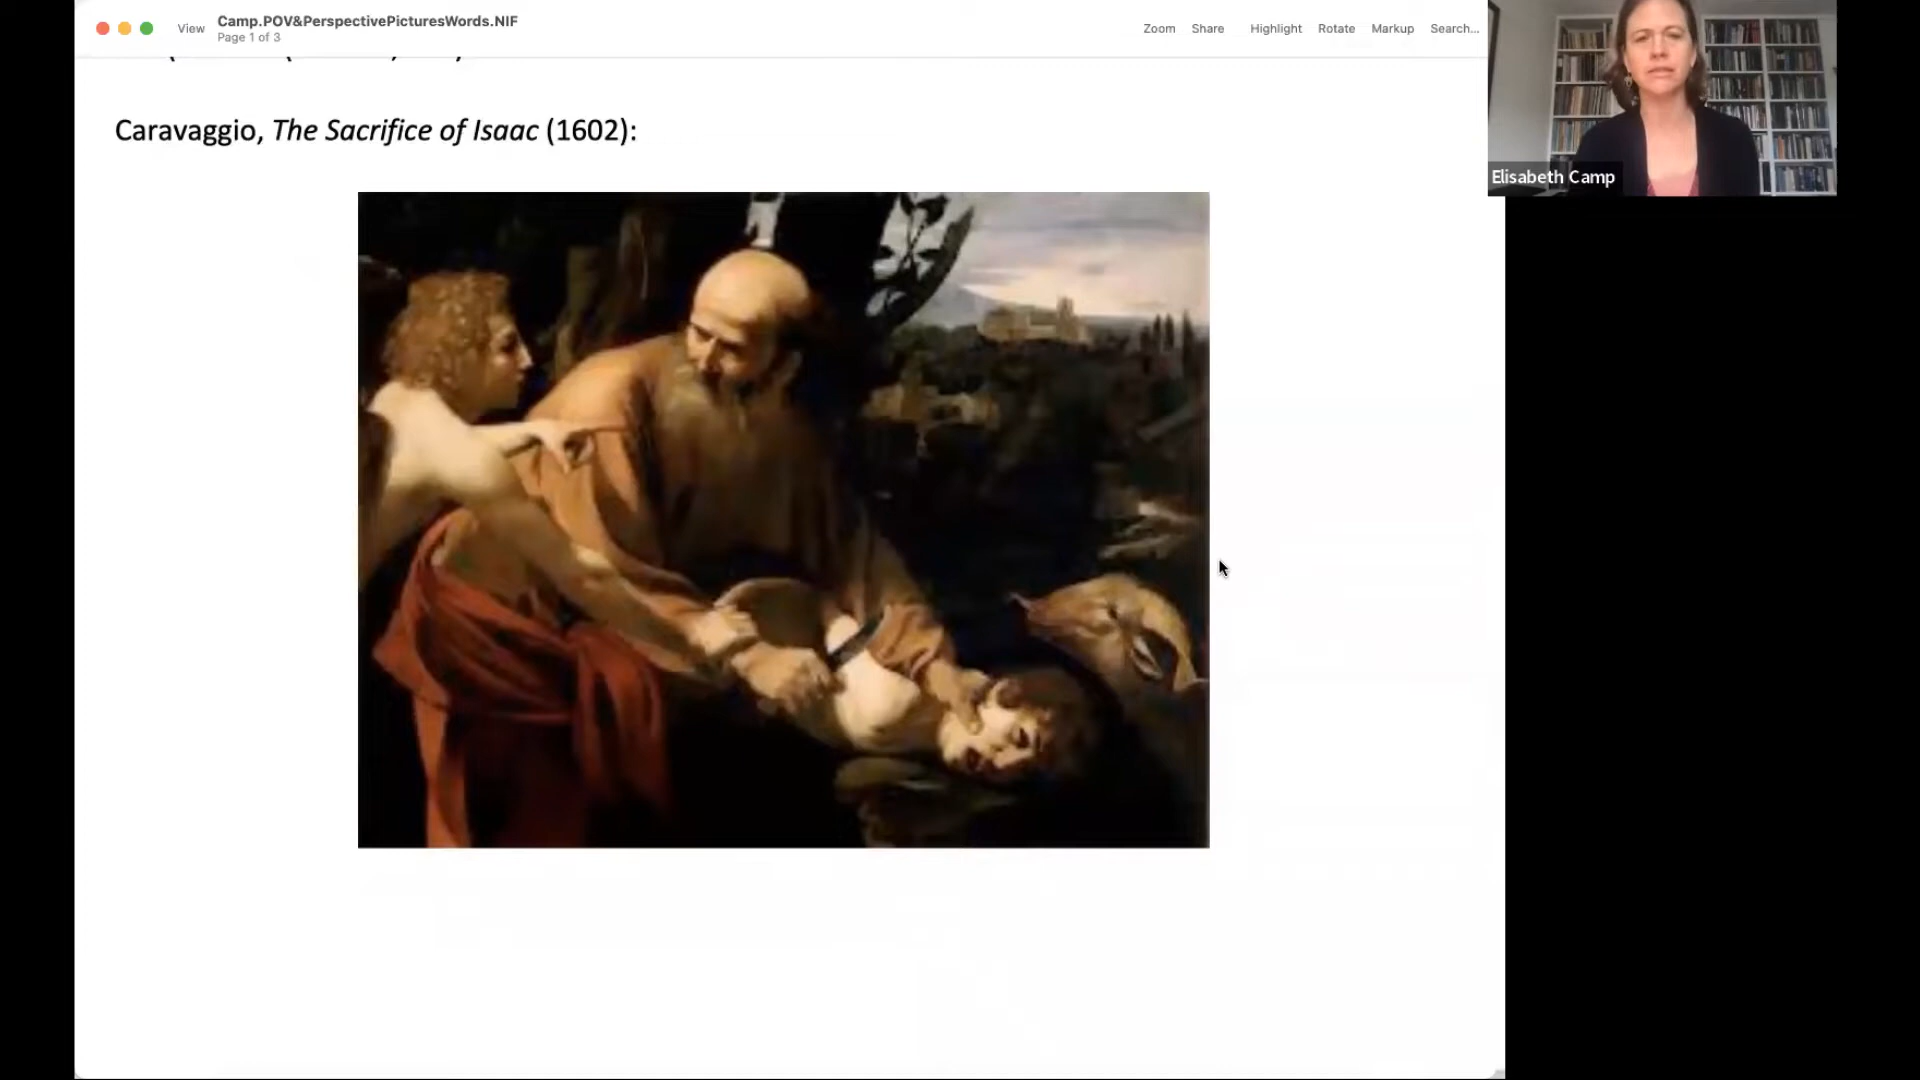 Camp.POV&PerspectivePicturesWords.NIF
View
Page 1 of 3
Zoom Share Highlight Rotate Markup Search...
Caravaggio, The Sacrifice of Isaac (1602):
Elisabeth Camp